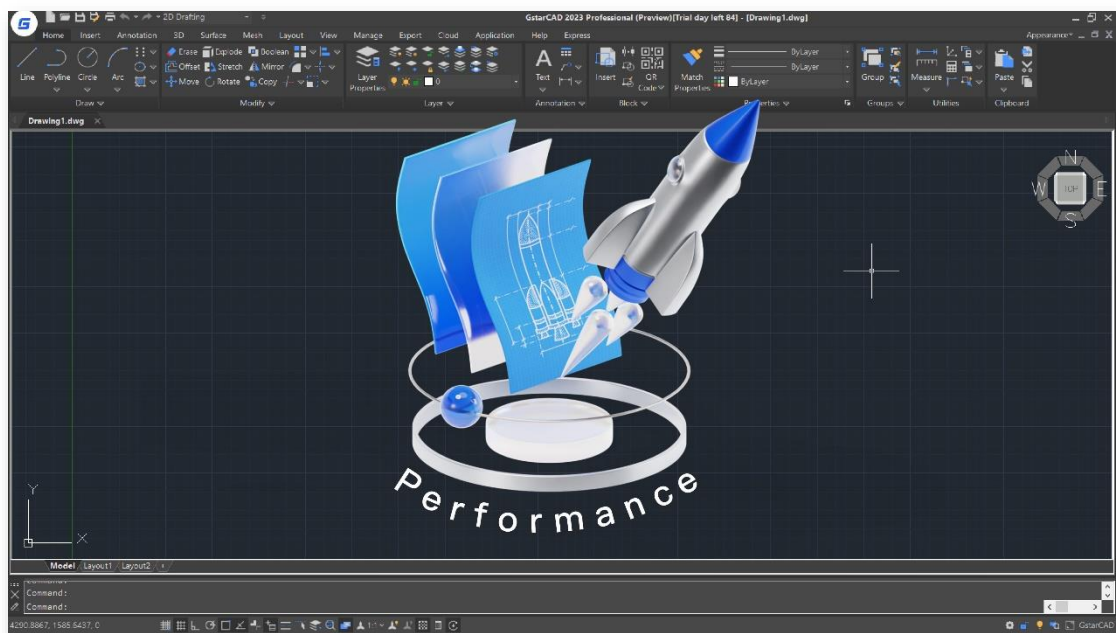 2D Drafting
GstarCAD 2023 Professional (Preview)[Trial day left 84] - [Drawing1.dwg]
Home Insert Annotation 3D Surface Mesh Layout View Manage Export Cloud Application Help Express Appearance
Line Polyline Circle Arc
Erase Explode Boolean
Offset Stretch Mirror
Move Rotate Copy
Layer Properties
0
Text
Insert
QR Code
Match Properties
ByLayer
ByLayer
ByLayer
Group
Measure
Paste
Draw Modify Layer Annotation Block Properties Groups Utilities Clipboard
Drawing1.dwg
N
W TOP E
S
Performance
Y
X
Model Layout1 Layout2 +
Command:
Command:
Command:
4290.8867, 1585.5437, 0
1:1
GstarCAD